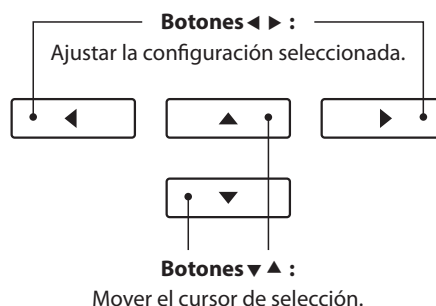 Botones ◀ ▶ :
Ajustar la configuración seleccionada.
◀ ▲ ▶
▼
Botones ▼ ▲ :
Mover el cursor de selección.